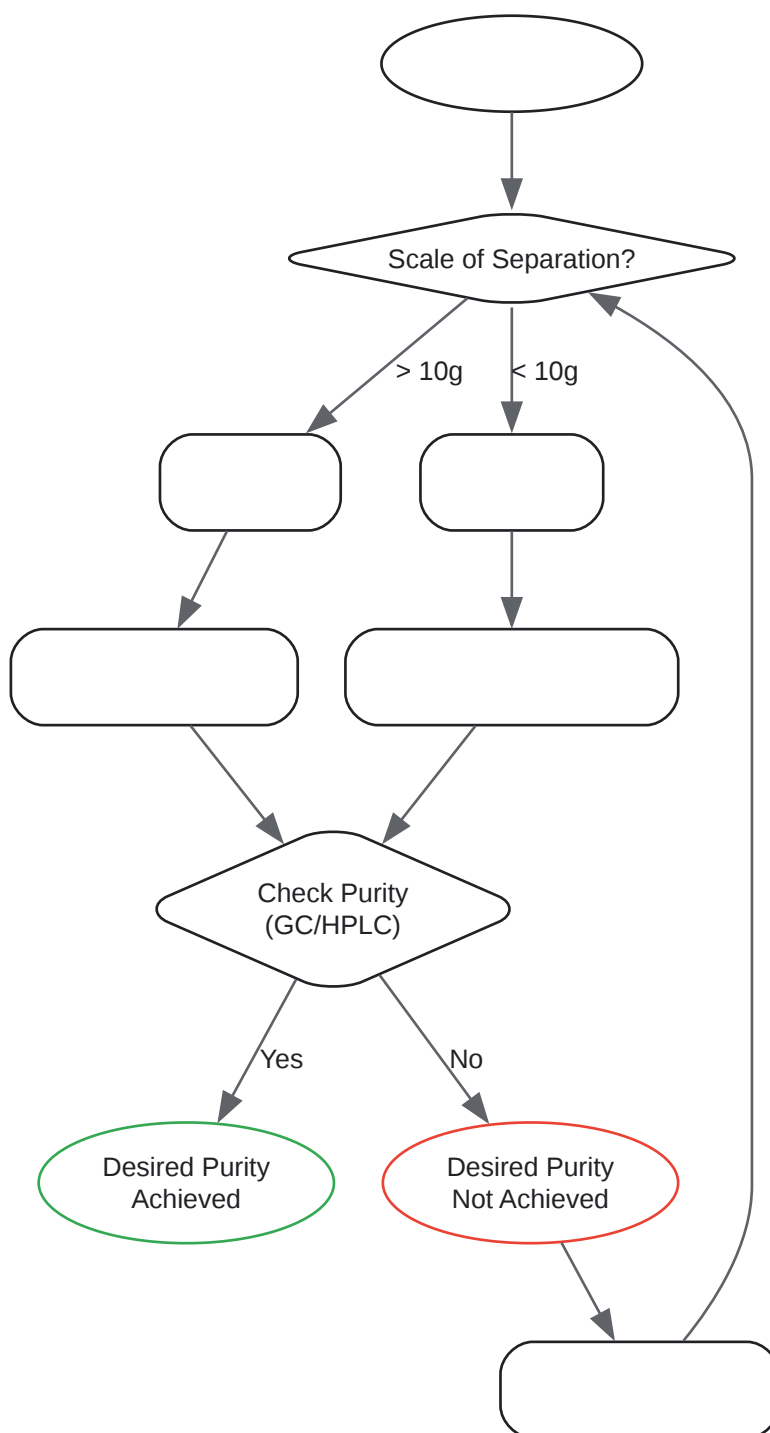 Scale of Separation?
> 10g
< 10g
Check Purity
(GC/HPLC)
Yes
No
Desired Purity
Achieved
Desired Purity
Not Achieved